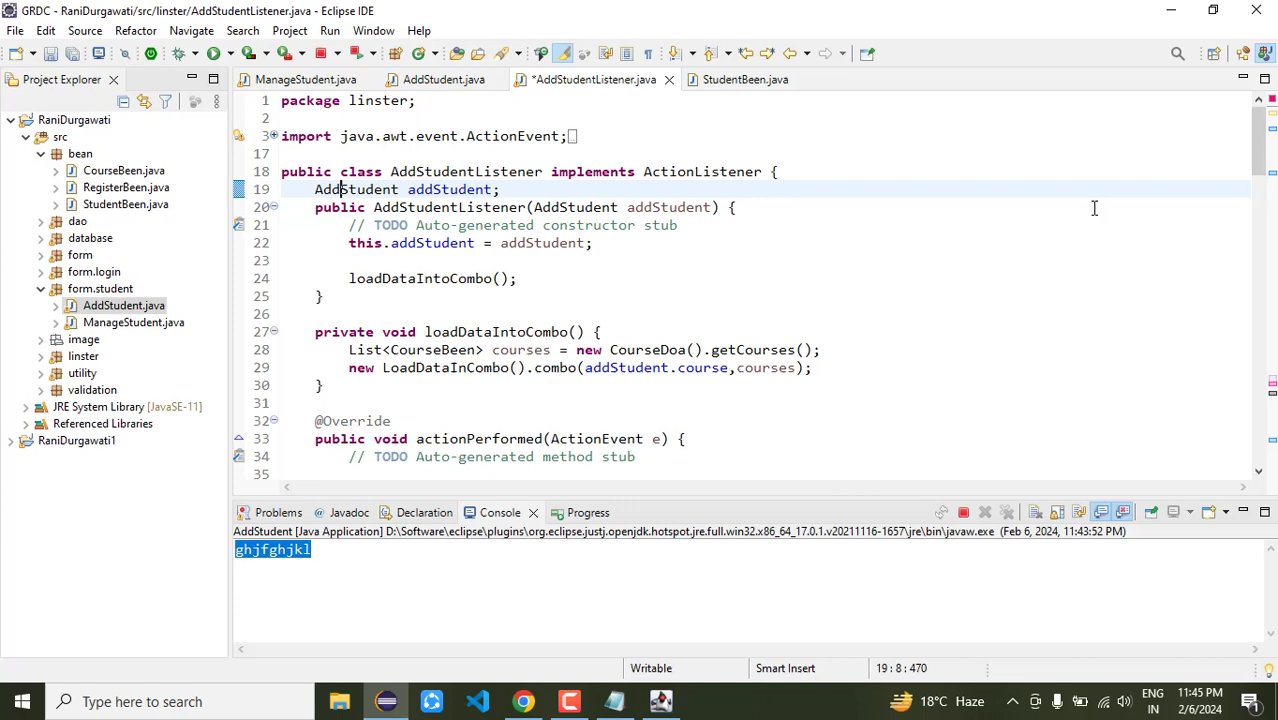 GRDC - RaniDurgawati/src/linster/AddStudentListener.java - Eclipse IDE
File Edit Source Refactor Navigate Search Project Run Window Help
Project Explorer
ManageStudent.java AddStudent.java *AddStudentListener.java StudentBeen.java
RaniDurgawati
src
bean
CourseBeen.java
RegisterBeen.java
StudentBeen.java
dao
database
form
form.login
form.student
AddStudent.java
ManageStudent.java
image
linster
utility
validation
JRE System Library [JavaSE-11]
Referenced Libraries
RaniDurgawati1
1 package linster;
2
3 import java.awt.event.ActionEvent;
17
18 public class AddStudentListener implements ActionListener {
19 AddStudent addStudent;
20 public AddStudentListener(AddStudent addStudent) {
21 // TODO Auto-generated constructor stub
22 this.addStudent = addStudent;
23
24 loadDataIntoCombo();
25 }
26
27 private void loadDataIntoCombo() {
28 List<CourseBeen> courses = new CourseDoa().getCourses();
29 new LoadDataInCombo().combo(addStudent.course,courses);
30 }
31
32 @Override
33 public void actionPerformed(ActionEvent e) {
34 // TODO Auto-generated method stub
35
Problems Javadoc Declaration Console Progress
AddStudent [Java Application] D:\Software\eclipse\plugins\org.eclipse.justj.openjdk.hotspot.jre.full.win32.x86_64_17.0.1.v20211116-1657\jre\bin\javaw.exe (Feb 6, 2024, 11:43:52 PM)
ghjfghjkl
Writable Smart Insert 19 : 8 : 470
Type here to search
18°C Haze
ENG
IN
11:45 PM
2/6/2024
1